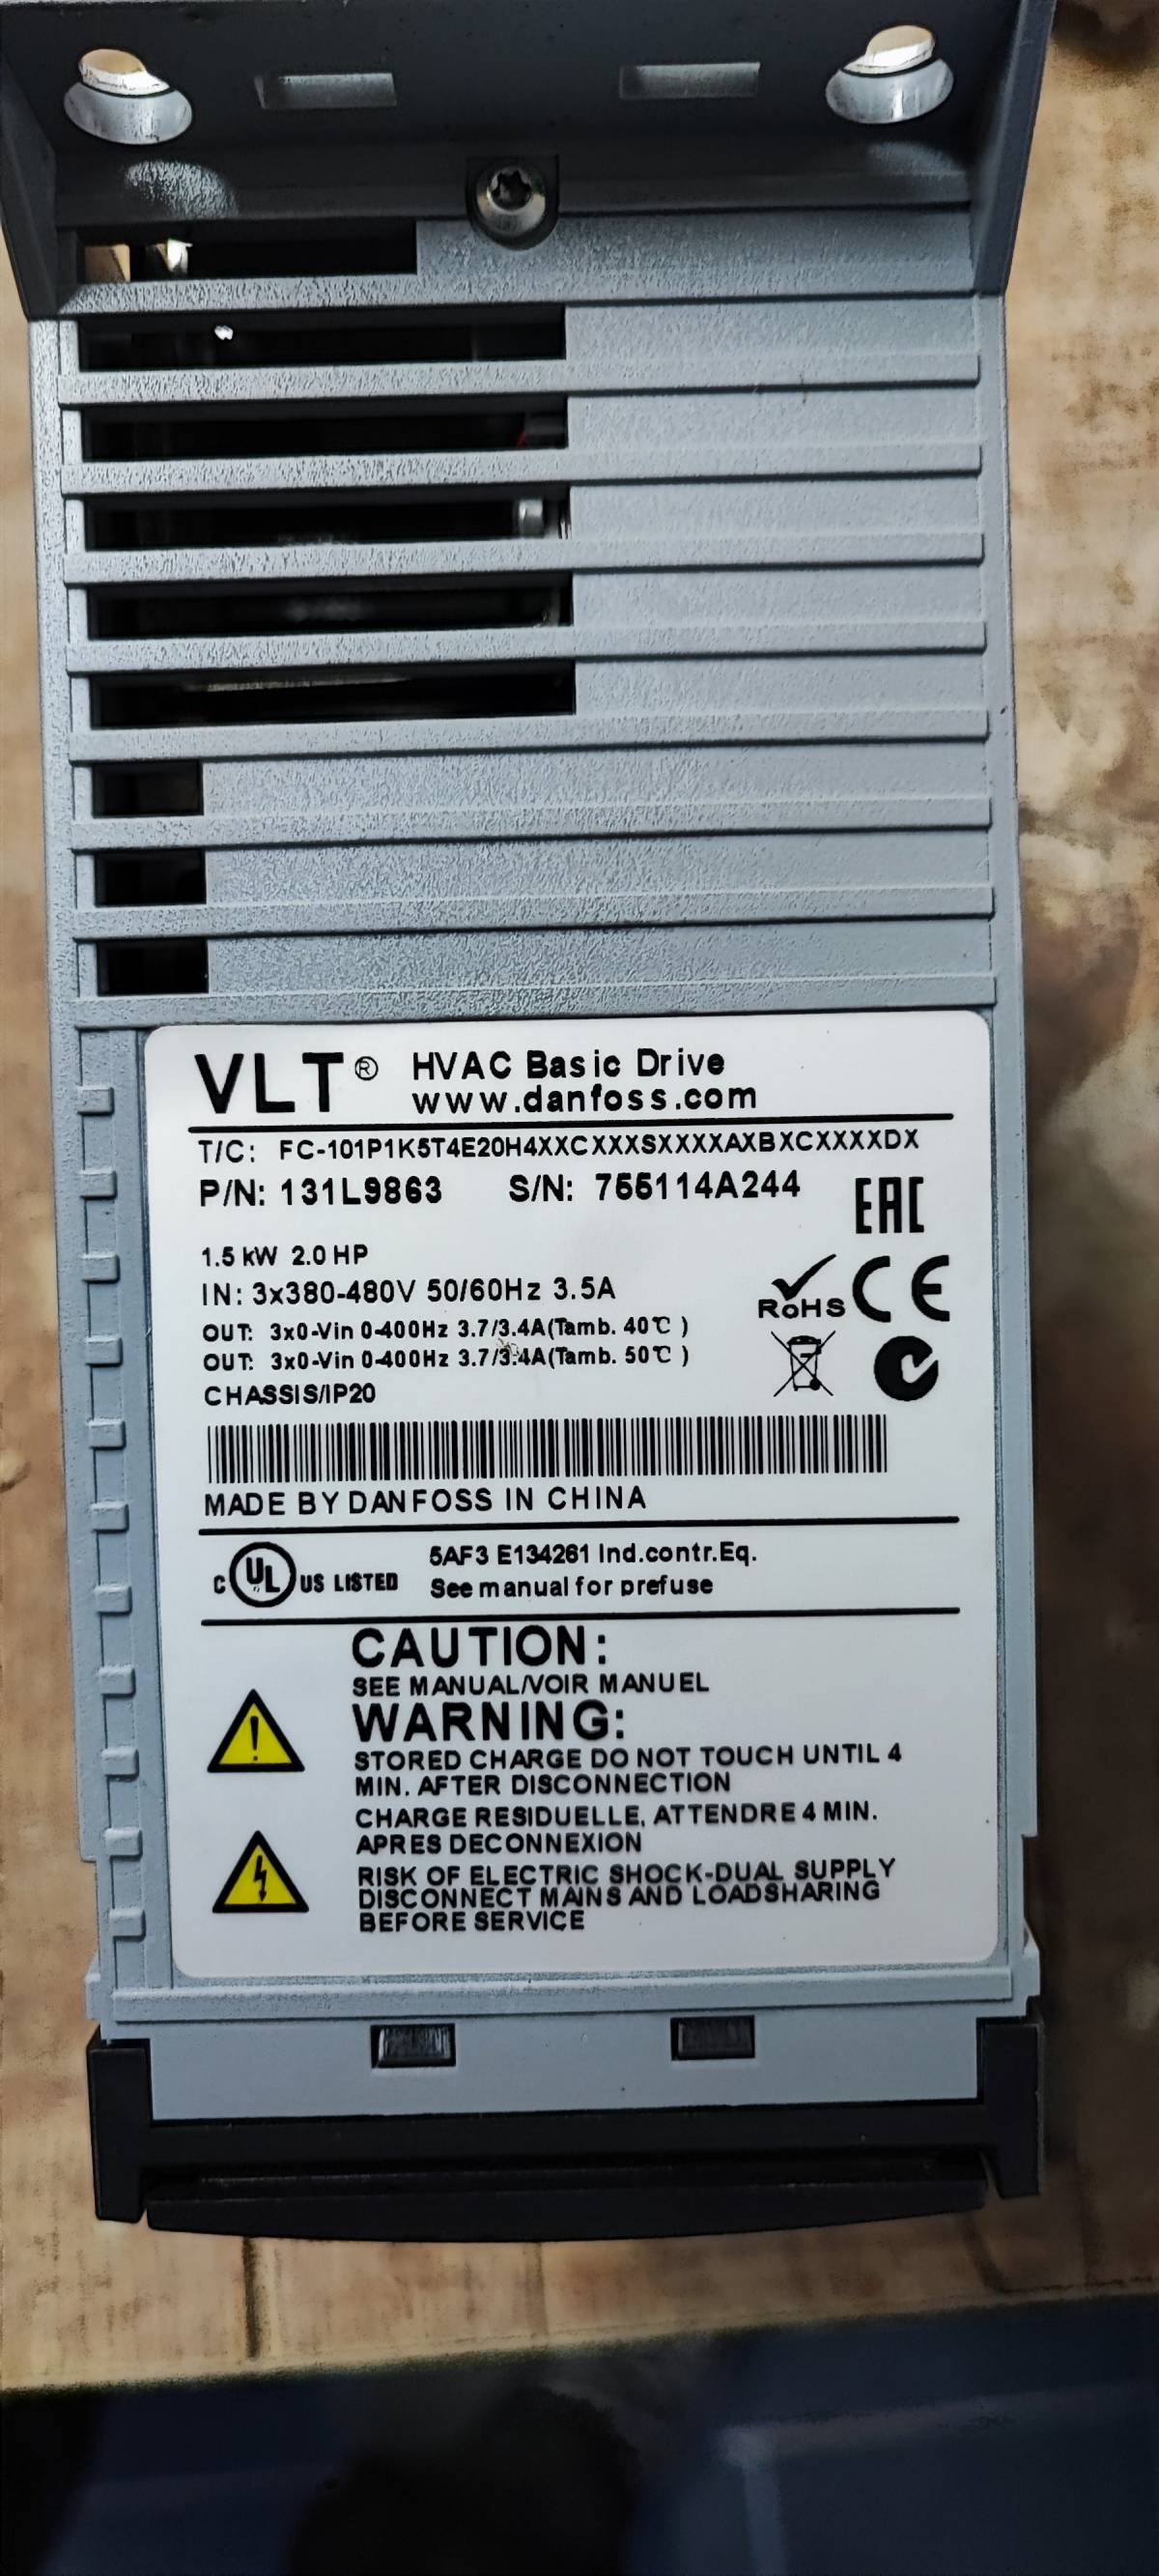 VLT® HVAC Basic Drive
www.danfoss.com
T/C: FC-101P1K5T4E20H4XXCXXXSXXXXAXBXCXXXXDX
P/N: 131L9863 S/N: 755114A244
EAC
1.5 kW 2.0 HP
IN: 3x380-480V 50/60Hz 3.5A
RoHS CE
OUT: 3x0-Vin 0-400Hz 3.7/3.4A(Tamb. 40℃ )
OUT: 3x0-Vin 0-400Hz 3.7/3.4A(Tamb. 50℃ )
CHASSIS/IP20
MADE BY DANFOSS IN CHINA
C UL US LISTED 5AF3 E134261 Ind.contr.Eq.
See manual for prefuse
CAUTION:
SEE MANUAL/VOIR MANUEL
WARNING:
STORED CHARGE DO NOT TOUCH UNTIL 4
MIN. AFTER DISCONNECTION
CHARGE RESIDUELLE, ATTENDRE 4 MIN.
APRES DECONNEXION
RISK OF ELECTRIC SHOCK-DUAL SUPPLY
DISCONNECT MAINS AND LOADSHARING
BEFORE SERVICE